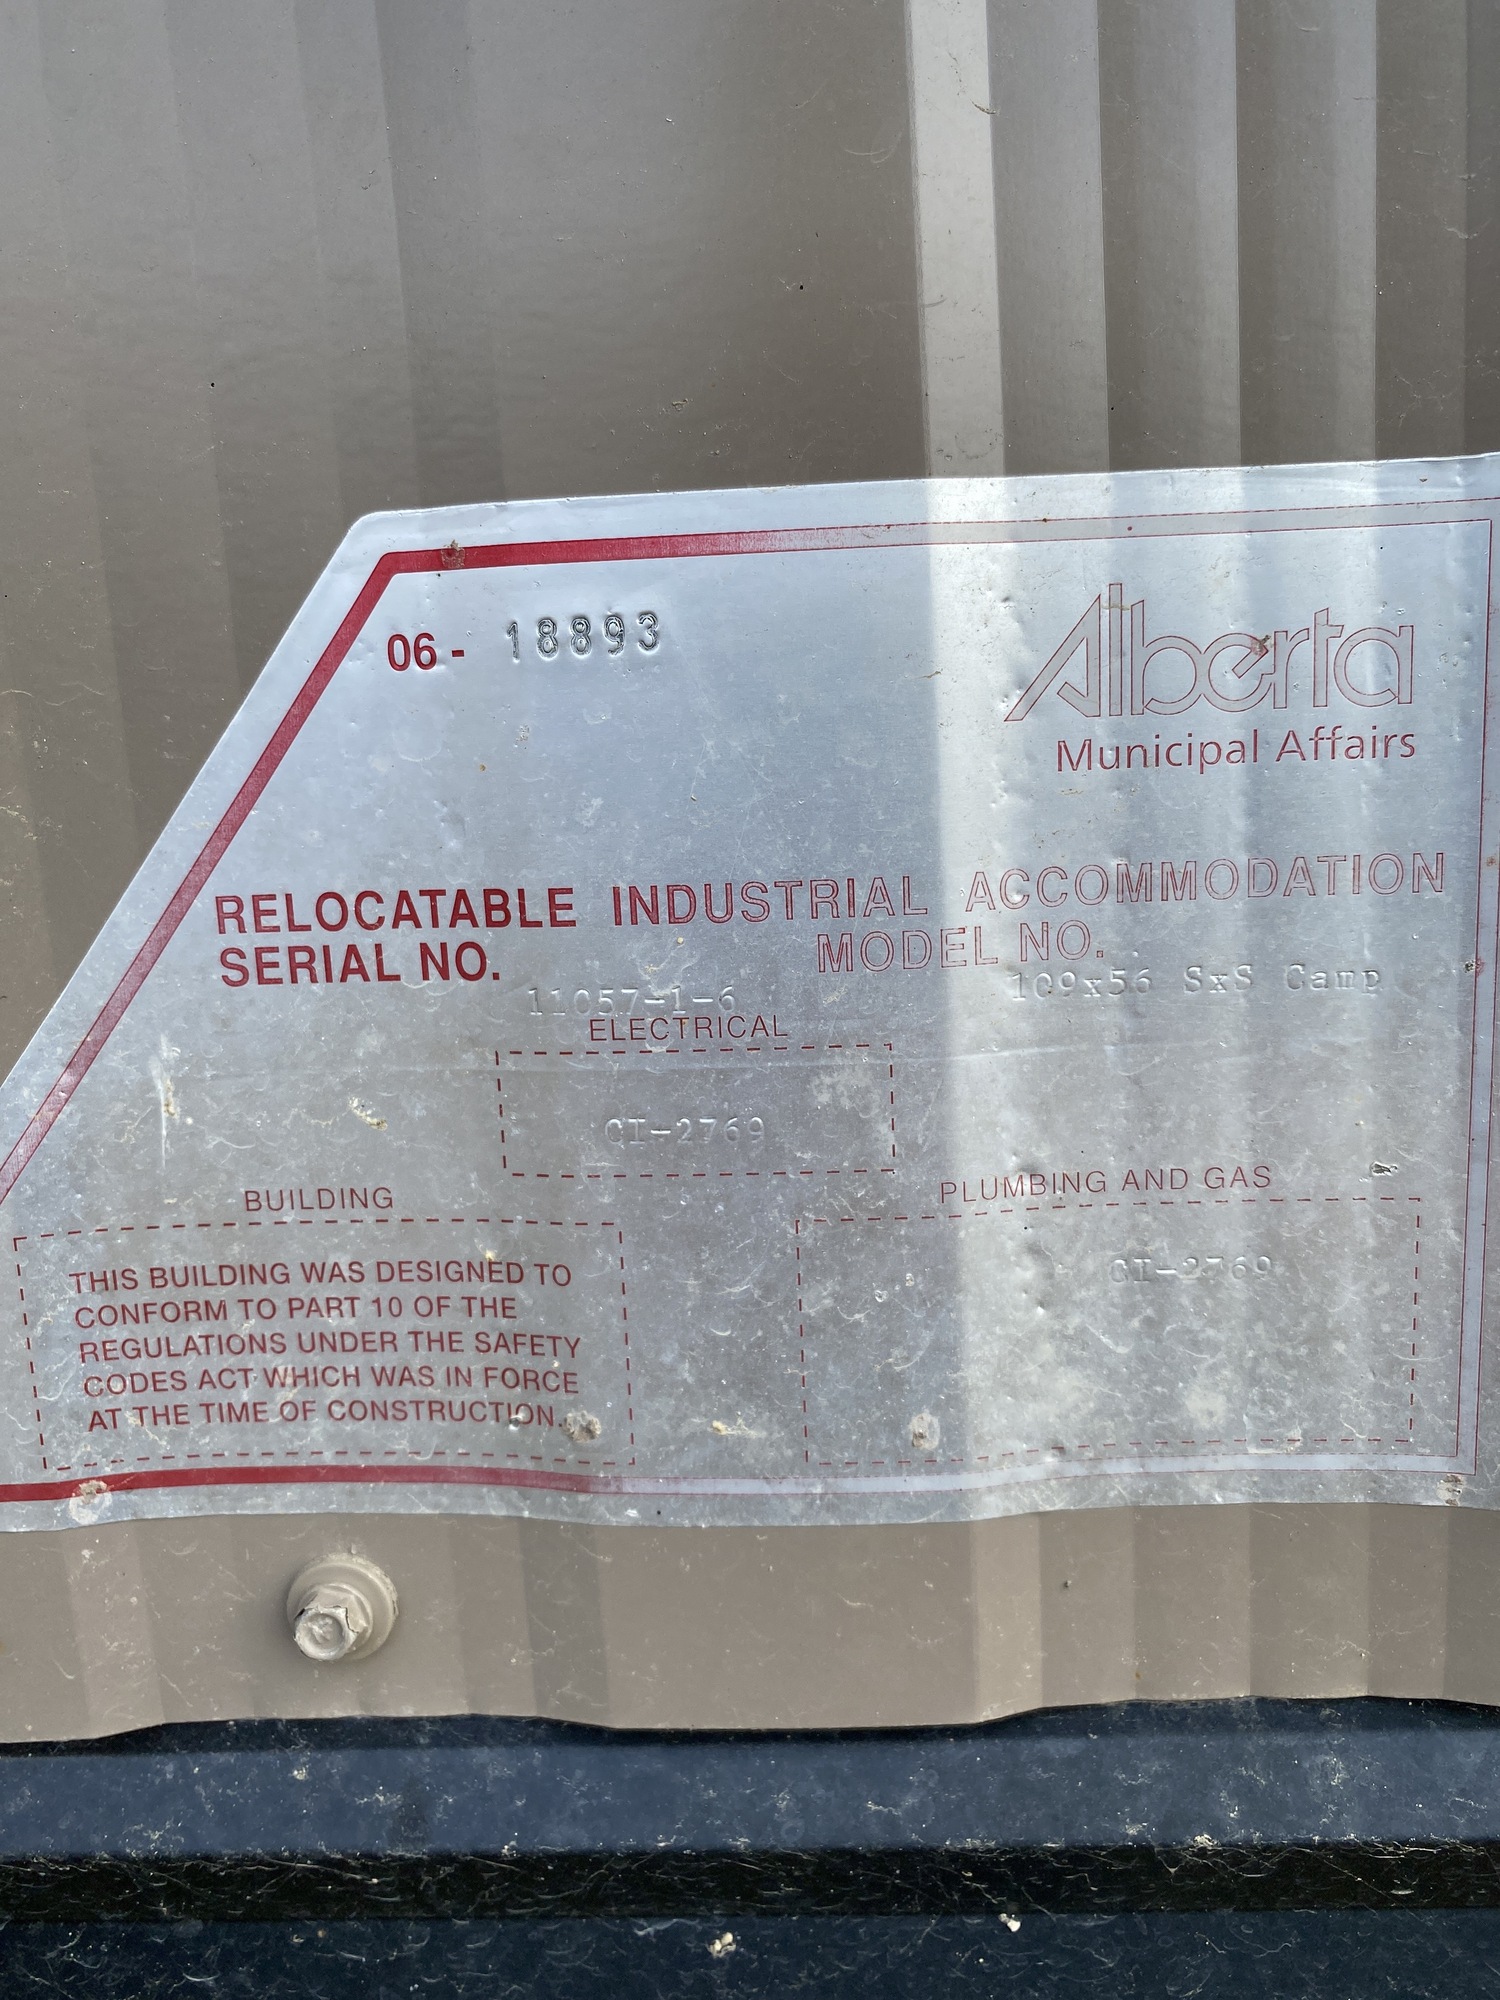 06 - 18893
Alberta
Municipal Affairs
RELOCATABLE INDUSTRIAL ACCOMMODATION
SERIAL NO. MODEL NO.
11057-1-6 109x56 SxS Camp
ELECTRICAL
CI-2769
BUILDING
THIS BUILDING WAS DESIGNED TO
CONFORM TO PART 10 OF THE
REGULATIONS UNDER THE SAFETY
CODES ACT WHICH WAS IN FORCE
AT THE TIME OF CONSTRUCTION.
PLUMBING AND GAS
CI-2769